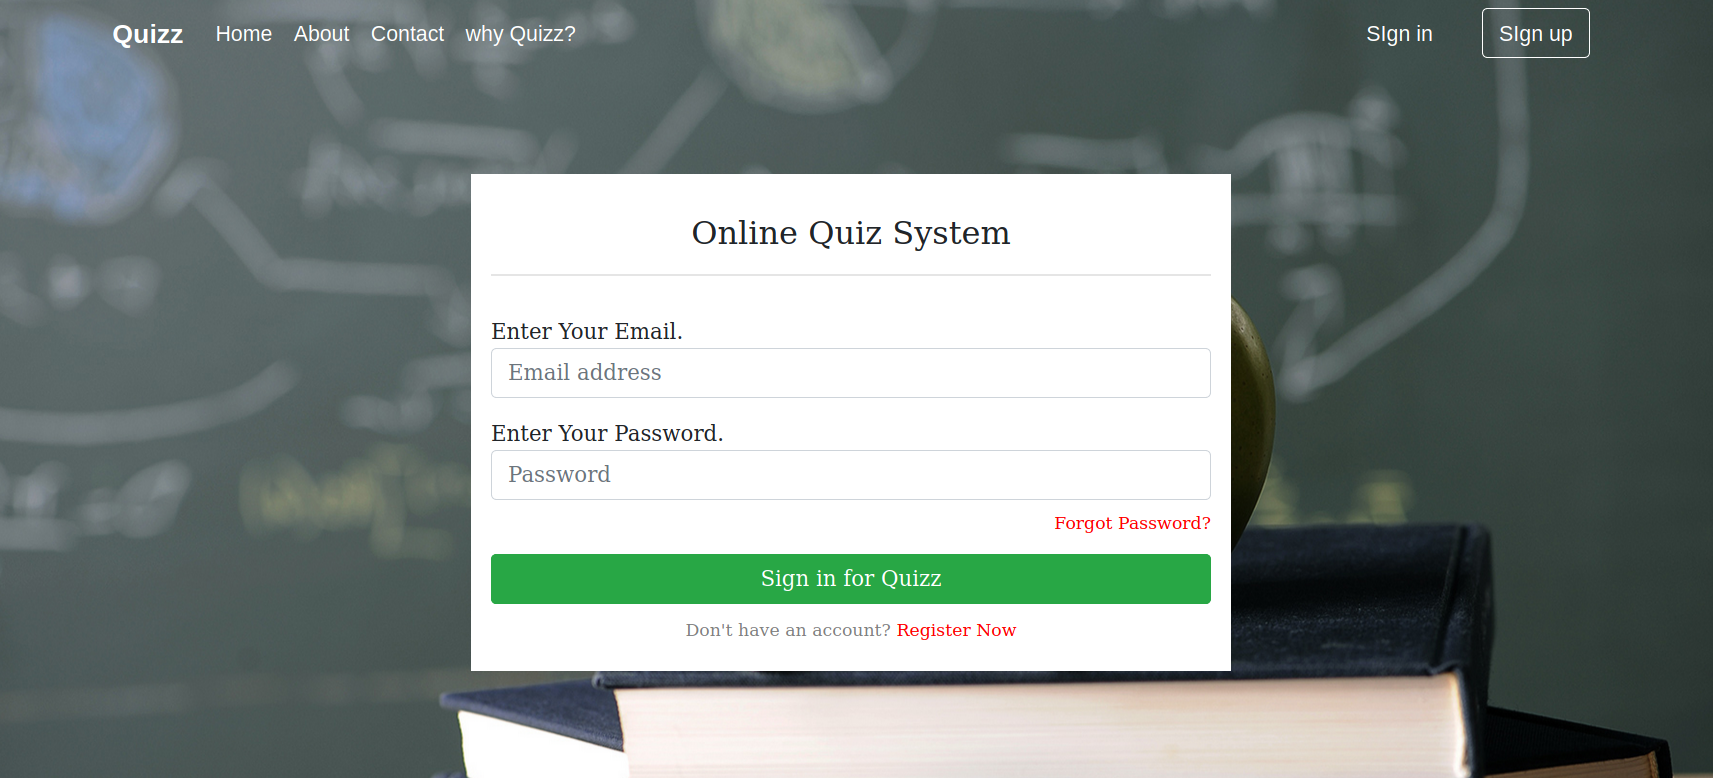 Quizz Home About Contact why Quizz? SIgn in SIgn up
Online Quiz System
Enter Your Email.
Email address
Enter Your Password.
Password
Forgot Password?
Sign in for Quizz
Don't have an account? Register Now